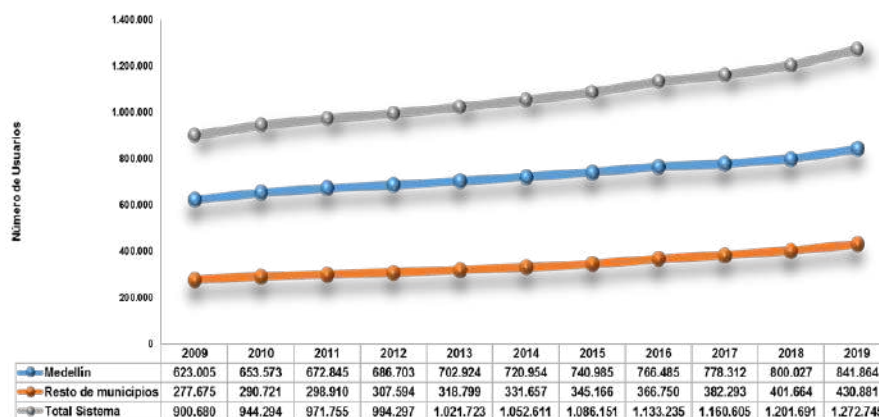 1.400.000
1.200.000
1.000.000
800.000
600.000
400.000
200.000
0
Número de Usuarios
2009 2010 2011 2012 2013 2014 2015 2016 2017 2018 2019
Medellín 623.005 653.573 672.845 686.703 702.924 720.954 740.985 766.485 778.312 800.027 841.864
Resto de municipios 277.675 290.721 298.910 307.594 318.799 331.657 345.166 366.750 382.293 401.664 430.881
Total Sistema 900.680 944.294 971.755 994.297 1.021.723 1.052.611 1.086.151 1.133.235 1.160.605 1.201.691 1.272.745